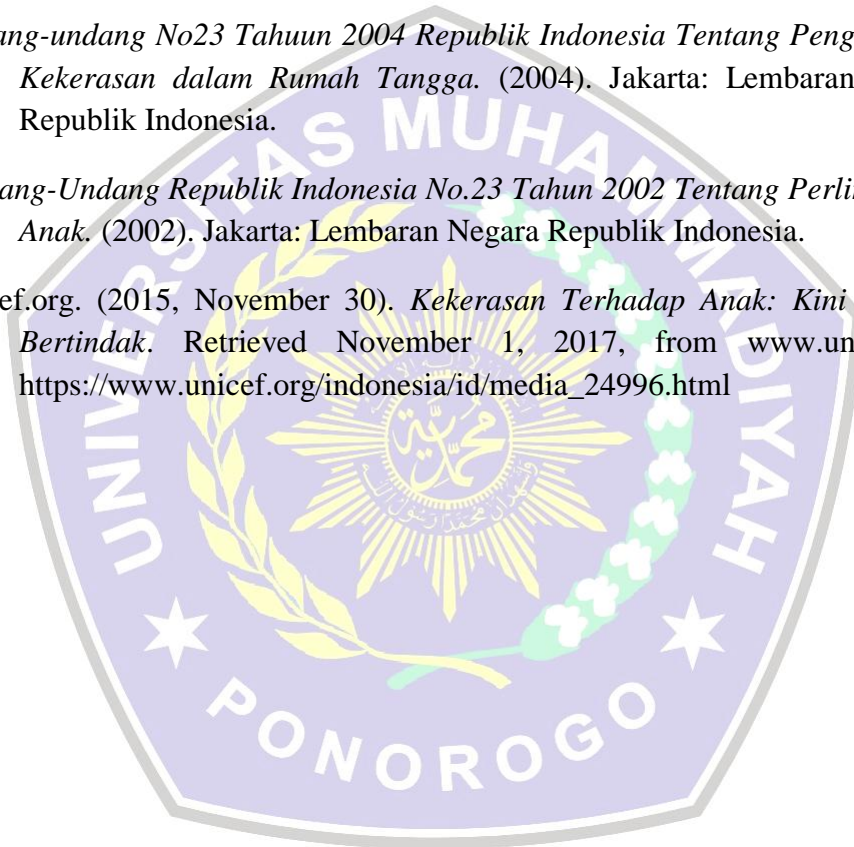 ang-undang No23 Tahuun 2004 Republik Indonesia Tentang Peng
Kekerasan dalam Rumah Tangga. (2004). Jakarta: Lembaran
Republik Indonesia.
ang-Undang Republik Indonesia No.23 Tahun 2002 Tentang Perli
Anak. (2002). Jakarta: Lembaran Negara Republik Indonesia.
ef.org. (2015, November 30). Kekerasan Terhadap Anak: Kini
Bertindak. Retrieved November 1, 2017, from www.un
https://www.unicef.org/indonesia/id/media_24996.html
UNIVERSITAS MUHAMMADIYAH
محمدية
PONOROGO